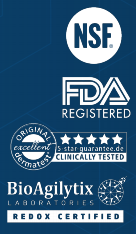 NSF®
FDA
REGISTERED
ORIGINAL
excellent
dermatest
5-star-guarantee.de
CLINICALLY TESTED
BioAgilytix
LABORATORIES
REDOX CERTIFIED